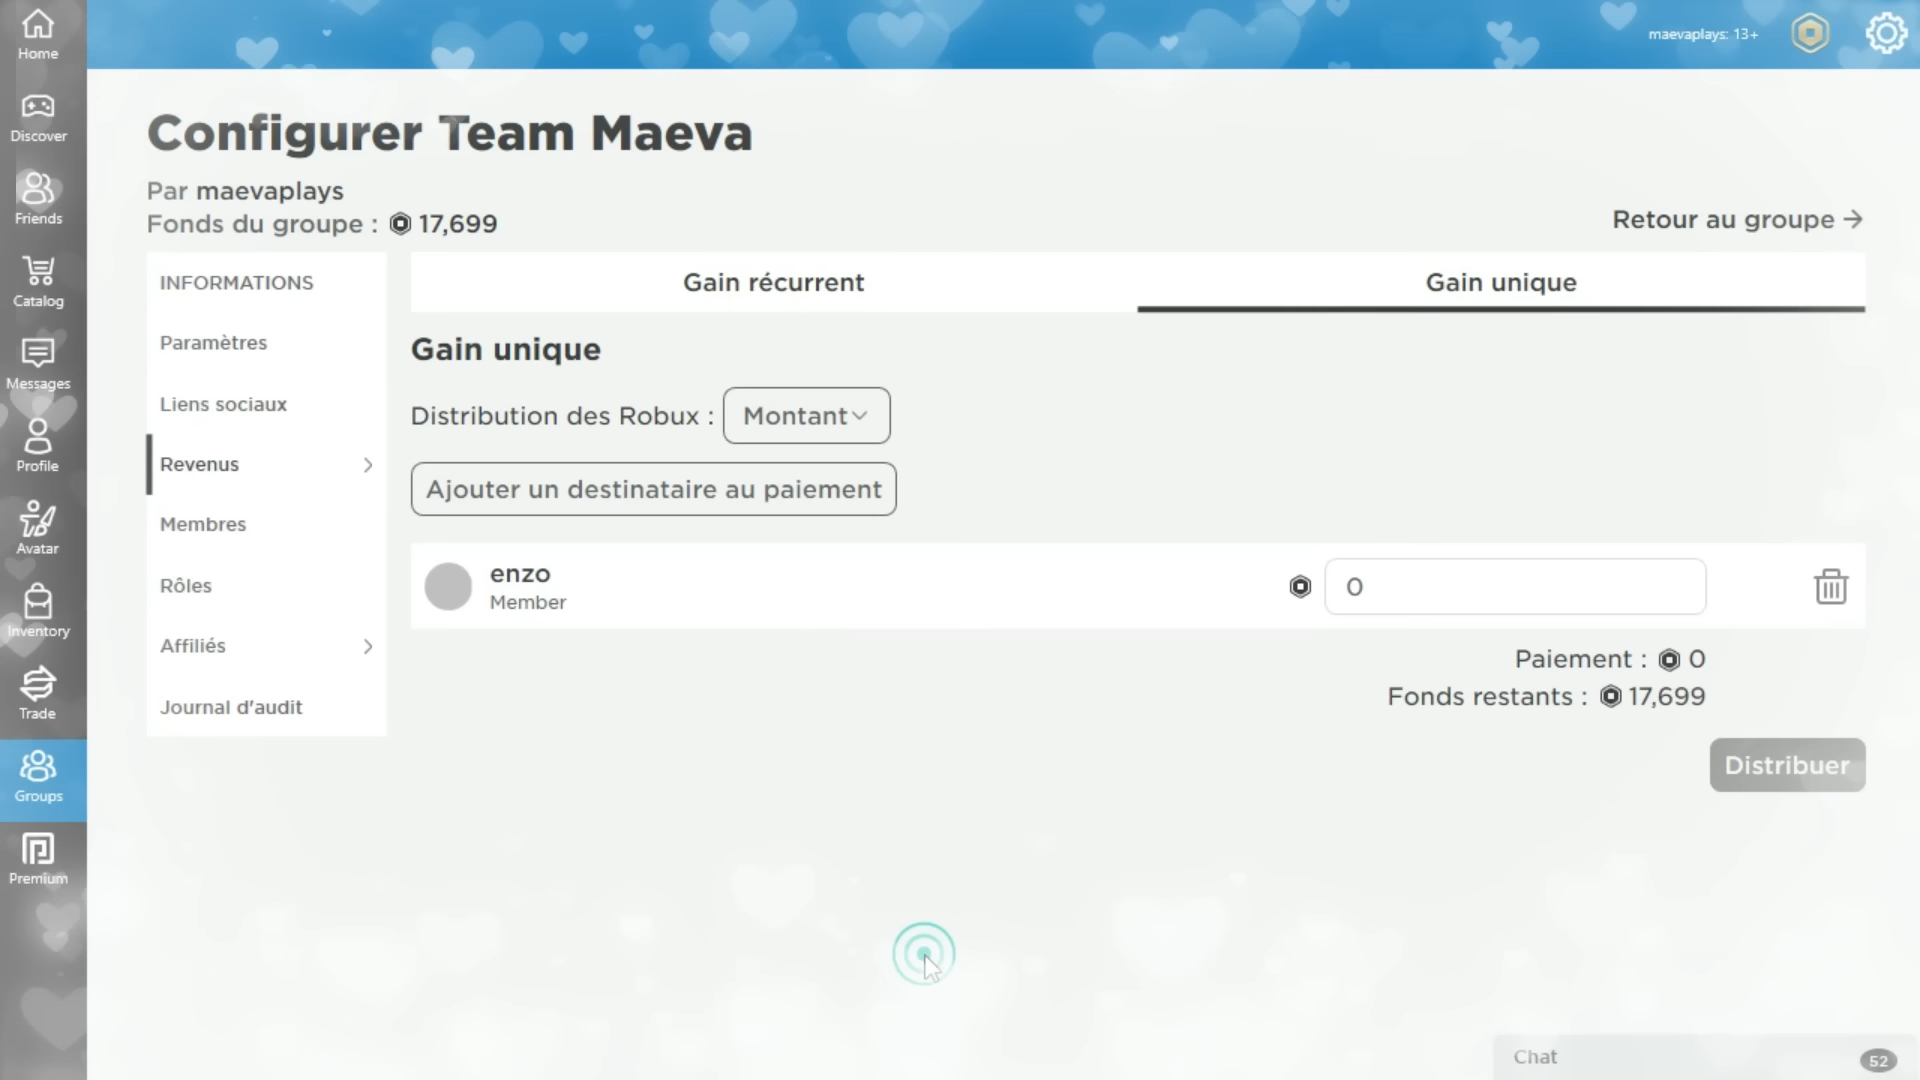 Home
Discover
Friends
Catalog
Messages
Profile
Avatar
Inventory
Trade
Groups
Premium
maevaplays: 13+
Configurer Team Maeva
Par maevaplays
Fonds du groupe : 17,699
Retour au groupe →
INFORMATIONS
Paramètres
Liens sociaux
Revenus
Membres
Rôles
Affiliés
Journal d'audit
Gain récurrent
Gain unique
Gain unique
Distribution des Robux : Montant
Ajouter un destinataire au paiement
enzo
Member
0
Paiement : 0
Fonds restants : 17,699
Distribuer
Chat
52